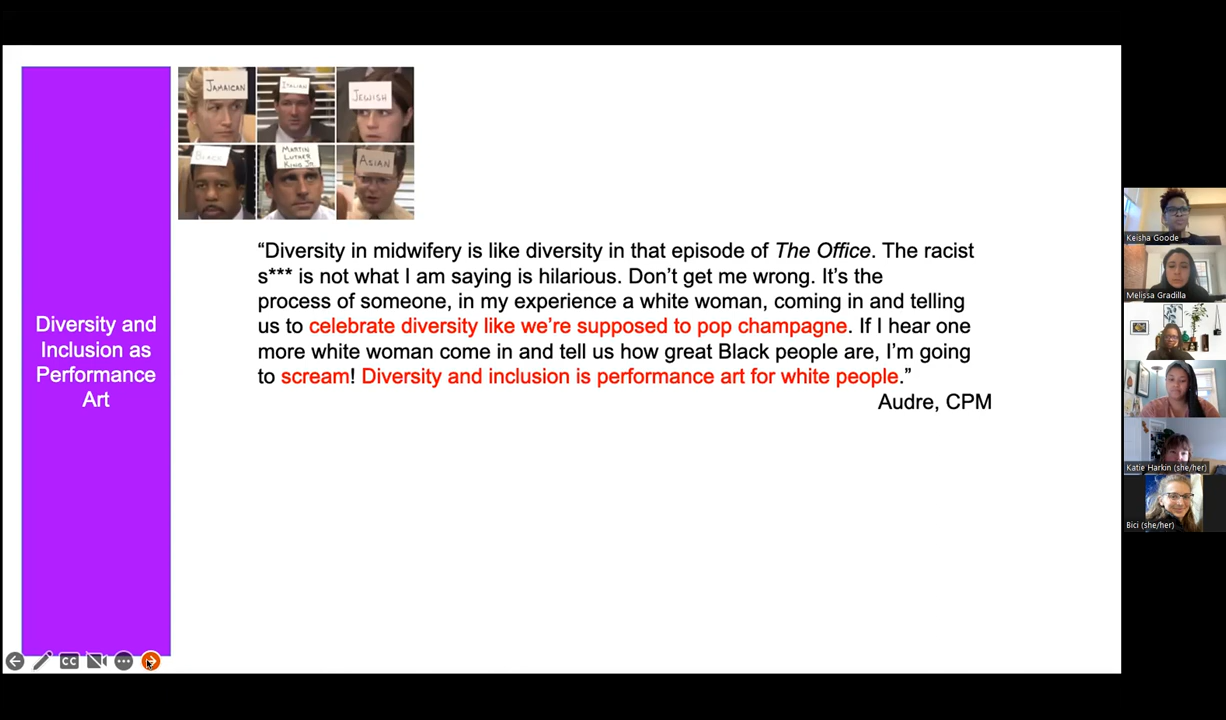 JAMAICAN
ITALIAN
JEWISH
BLACK
MARTIN
LUTHER
KING JR.
ASIAN
Diversity and
Inclusion as
Performance
Art
“Diversity in midwifery is like diversity in that episode of The Office. The racist
s*** is not what I am saying is hilarious. Don’t get me wrong. It’s the
process of someone, in my experience a white woman, coming in and telling
us to celebrate diversity like we’re supposed to pop champagne. If I hear one
more white woman come in and tell us how great Black people are, I’m going
to scream! Diversity and inclusion is performance art for white people.”
Audre, CPM
CC
Keisha Goode
Melissa Gradilla
Katie Harkin (she/her)
Bici (she/her)